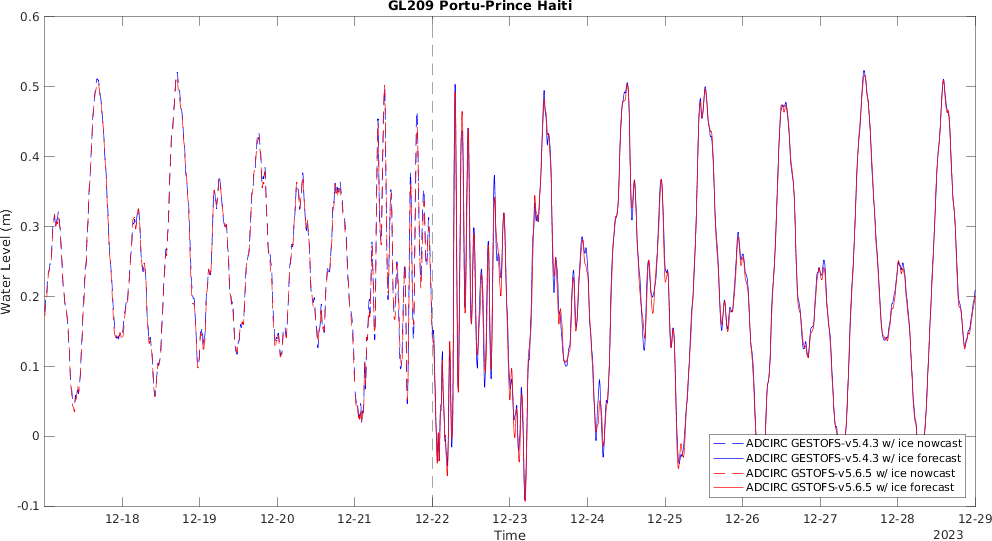 GL209 Portu-Prince Haiti
0.6
0.5
0.4
0.3
0.2
0.1
0
-0.1
Water Level (m)
12-18 12-19 12-20 12-21 12-22 12-23 12-24 12-25 12-26 12-27 12-28 12-29
Time
2023
ADCIRC GESTOFS-v5.4.3 w/ ice nowcast
ADCIRC GESTOFS-v5.4.3 w/ ice forecast
ADCIRC GSTOFS-v5.6.5 w/ ice nowcast
ADCIRC GSTOFS-v5.6.5 w/ ice forecast